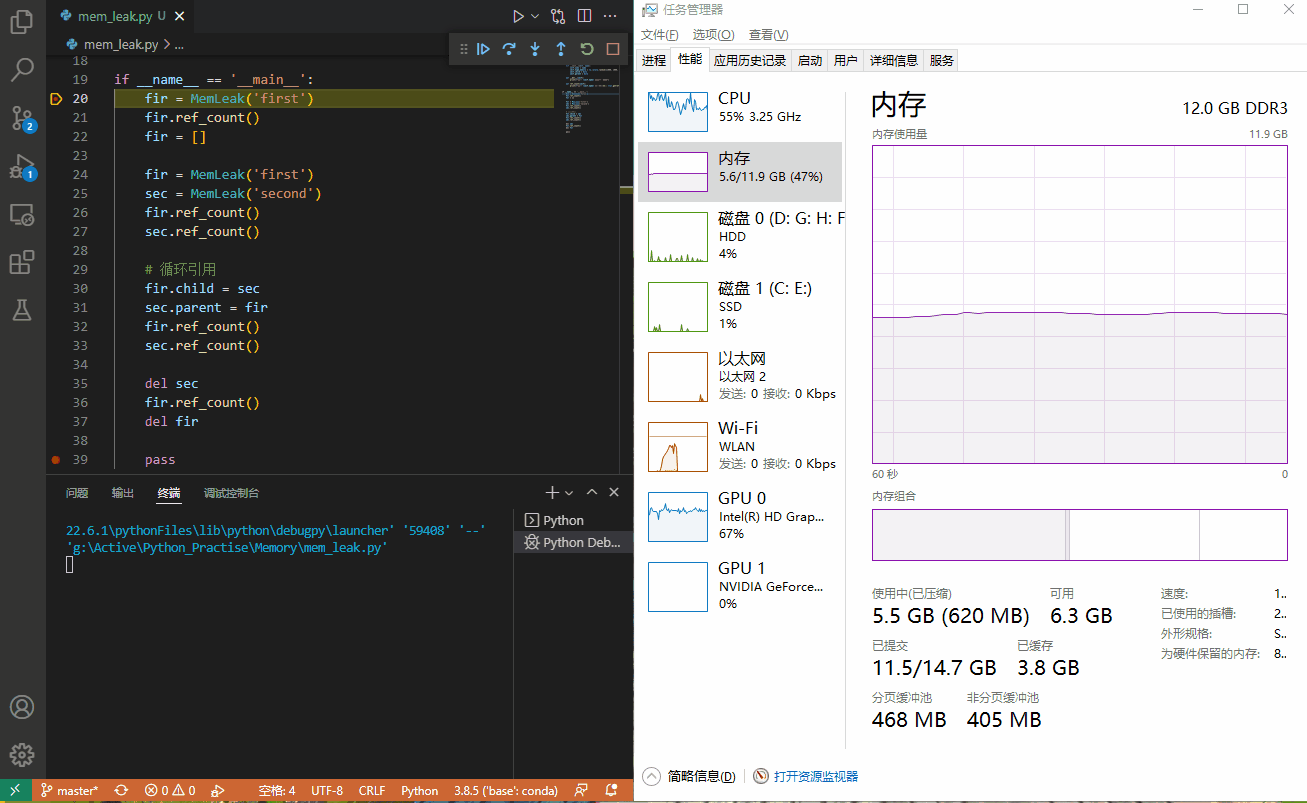 mem_leak.py U
mem_leak.py > ...
18
19 if __name__ == '__main__':
20 fir = MemLeak('first')
21 fir.ref_count()
22 fir = []
23
24 fir = MemLeak('first')
25 sec = MemLeak('second')
26 fir.ref_count()
27 sec.ref_count()
28
29 # 循环引用
30 fir.child = sec
31 sec.parent = fir
32 fir.ref_count()
33 sec.ref_count()
34
35 del sec
36 fir.ref_count()
37 del fir
38
39 pass
2
1
问题 输出 终端 调试控制台
22.6.1\pythonFiles\lib\python\debugpy\launcher' '59408' '--'
'g:\Active\Python_Practise\Memory\mem_leak.py'
Python
Python Deb...
master* 0 0 空格: 4 UTF-8 CRLF Python 3.8.5 ('base': conda)
任务管理器
文件(F) 选项(O) 查看(V)
进程 性能 应用历史记录 启动 用户 详细信息 服务
CPU
55% 3.25 GHz
内存
5.6/11.9 GB (47%)
磁盘 0 (D: G: H: F
HDD
4%
磁盘 1 (C: E:)
SSD
1%
以太网
以太网 2
发送: 0 接收: 0 Kbps
Wi-Fi
WLAN
发送: 0 接收: 0 Kbps
GPU 0
Intel(R) HD Grap...
67%
GPU 1
NVIDIA GeForce...
0%
内存 12.0 GB DDR3
内存使用量 11.9 GB
60 秒 0
内存组合
使用中(已压缩) 可用
5.5 GB (620 MB) 6.3 GB
已提交 已缓存
11.5/14.7 GB 3.8 GB
分页缓冲池 非分页缓冲池
468 MB 405 MB
速度: 1..
已使用的插槽: 2..
外形规格: S..
为硬件保留的内存: 8..
简略信息(D) 打开资源监视器